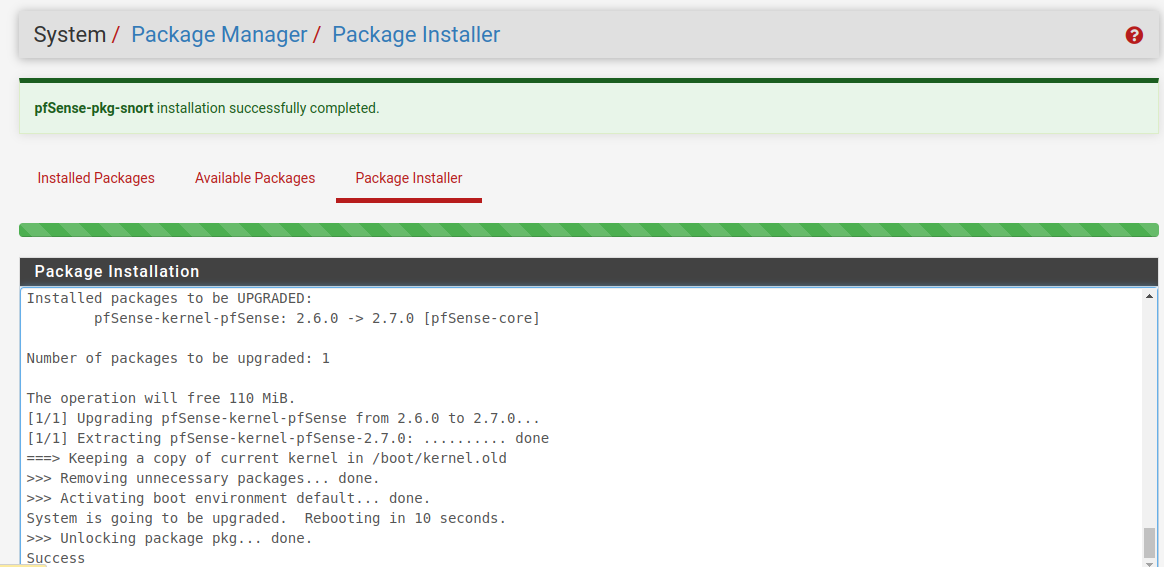 System / Package Manager / Package Installer
pfSense-pkg-snort installation successfully completed.
Installed Packages Available Packages Package Installer
Package Installation
Installed packages to be UPGRADED:
pfSense-kernel-pfSense: 2.6.0 -> 2.7.0 [pfSense-core]
Number of packages to be upgraded: 1
The operation will free 110 MiB.
[1/1] Upgrading pfSense-kernel-pfSense from 2.6.0 to 2.7.0...
[1/1] Extracting pfSense-kernel-pfSense-2.7.0: .......... done
===> Keeping a copy of current kernel in /boot/kernel.old
>>> Removing unnecessary packages... done.
>>> Activating boot environment default... done.
System is going to be upgraded.  Rebooting in 10 seconds.
>>> Unlocking package pkg... done.
Success